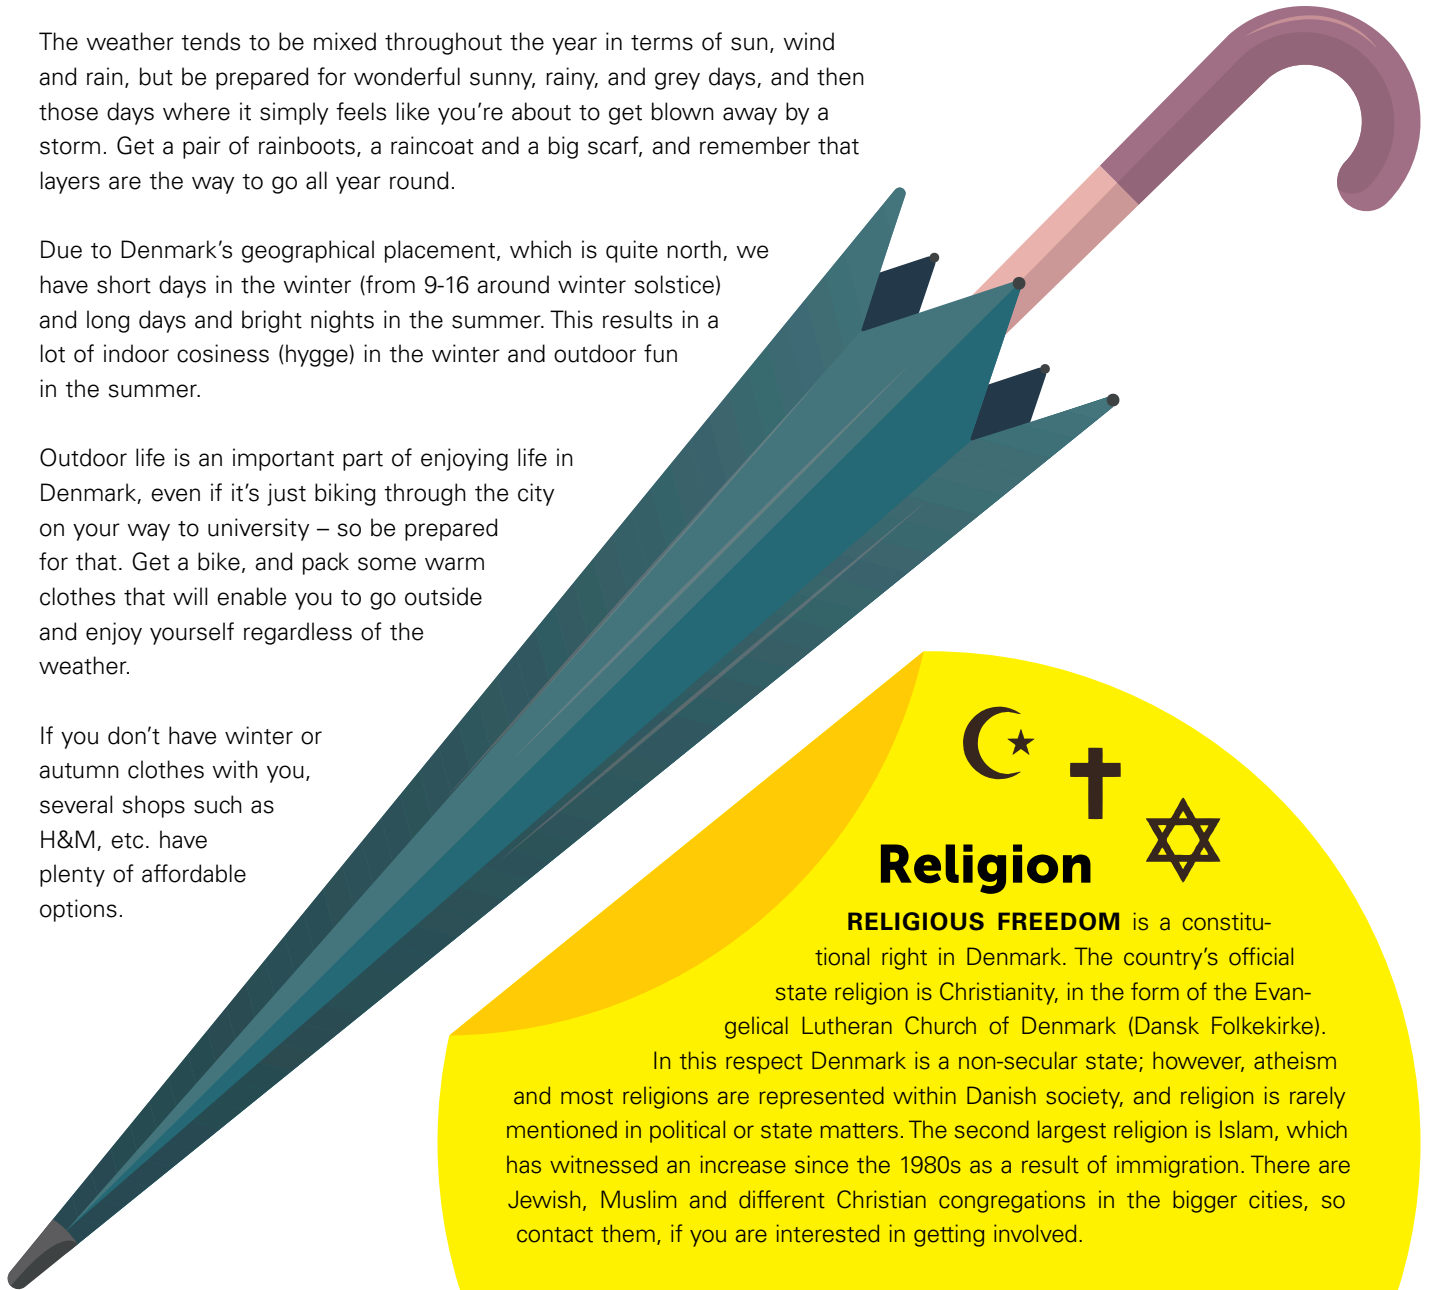 The weather tends to be mixed throughout the year in terms of sun, wind
and rain, but be prepared for wonderful sunny, rainy, and grey days, and then
those days where it simply feels like you’re about to get blown away by a
storm. Get a pair of rainboots, a raincoat and a big scarf, and remember that
layers are the way to go all year round.
Due to Denmark’s geographical placement, which is quite north, we
have short days in the winter (from 9-16 around winter solstice)
and long days and bright nights in the summer. This results in a
lot of indoor cosiness (hygge) in the winter and outdoor fun
in the summer.
Outdoor life is an important part of enjoying life in
Denmark, even if it’s just biking through the city
on your way to university – so be prepared
for that. Get a bike, and pack some warm
clothes that will enable you to go outside
and enjoy yourself regardless of the
weather.
If you don’t have winter or
autumn clothes with you,
several shops such as
H&M, etc. have
plenty of affordable
options.
Religion
RELIGIOUS FREEDOM is a constitu-
tional right in Denmark. The country’s official
state religion is Christianity, in the form of the Evan-
gelical Lutheran Church of Denmark (Dansk Folkekirke).
In this respect Denmark is a non-secular state; however, atheism
and most religions are represented within Danish society, and religion is rarely
mentioned in political or state matters. The second largest religion is Islam, which
has witnessed an increase since the 1980s as a result of immigration. There are
Jewish, Muslim and different Christian congregations in the bigger cities, so
contact them, if you are interested in getting involved.